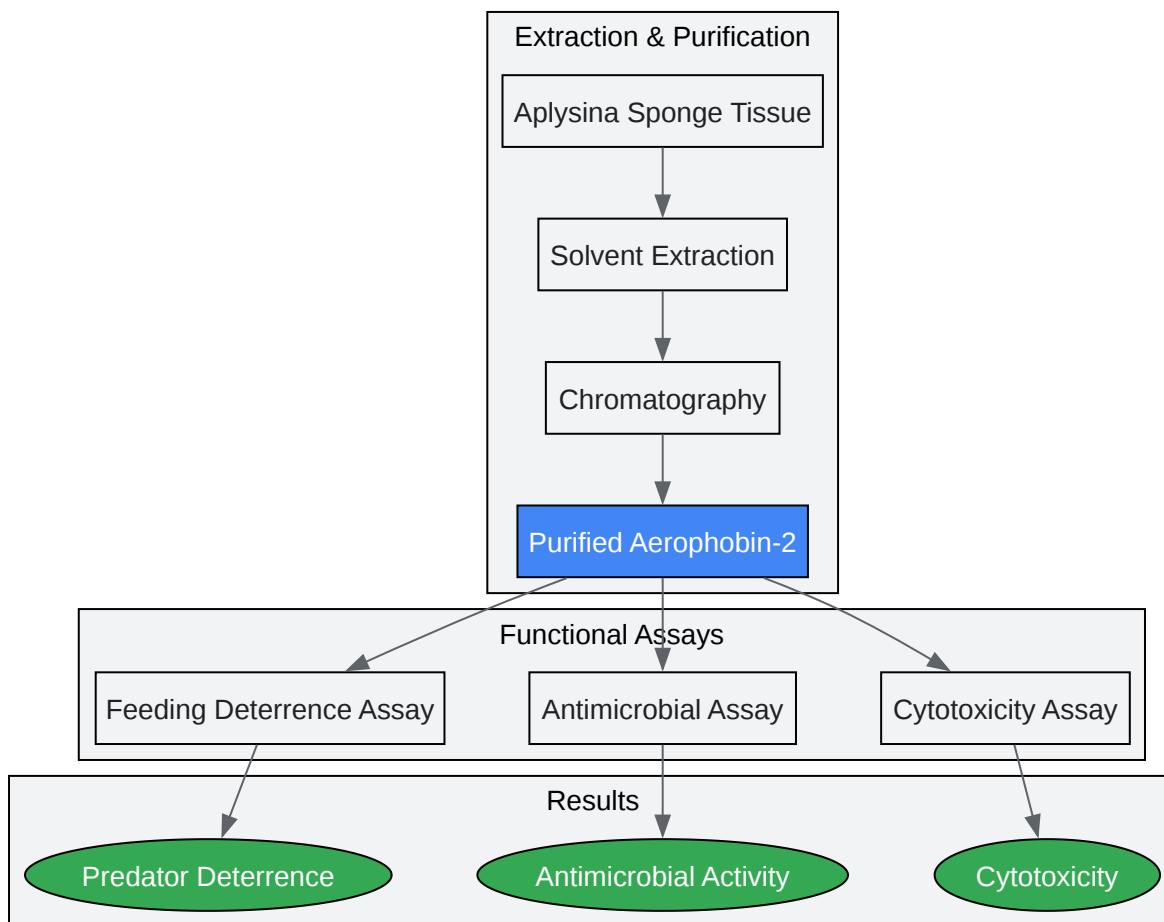 Extraction & Purification
Aplysina Sponge Tissue
Solvent Extraction
Chromatography
Purified Aerophobin-2
Functional Assays
Feeding Deterrence Assay
Antimicrobial Assay
Cytotoxicity Assay
Results
Predator Deterrence
Antimicrobial Activity
Cytotoxicity